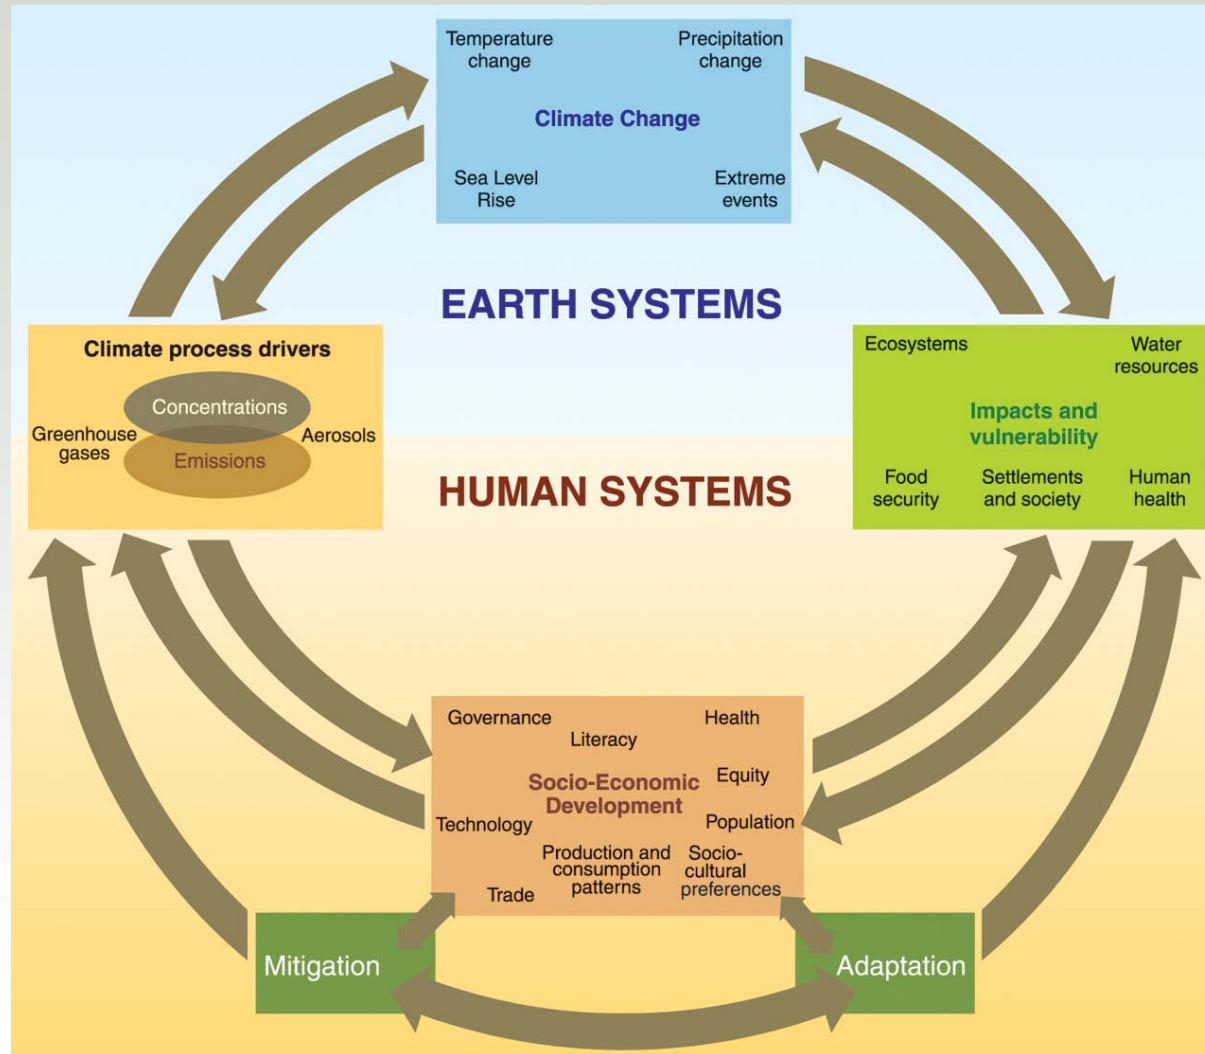 Temperature
change
Precipitation
change
Climate Change
Sea Level
Rise
Extreme
events
EARTH SYSTEMS
Climate process drivers
Concentrations
Greenhouse
gases
Aerosols
Emissions
Ecosystems
Water
resources
Impacts and
vulnerability
Food
security
Settlements
and society
Human
health
HUMAN SYSTEMS
Governance
Literacy
Health
Socio-Economic
Development
Equity
Technology
Population
Production and
consumption
patterns
Socio-
cultural
preferences
Trade
Mitigation
Adaptation